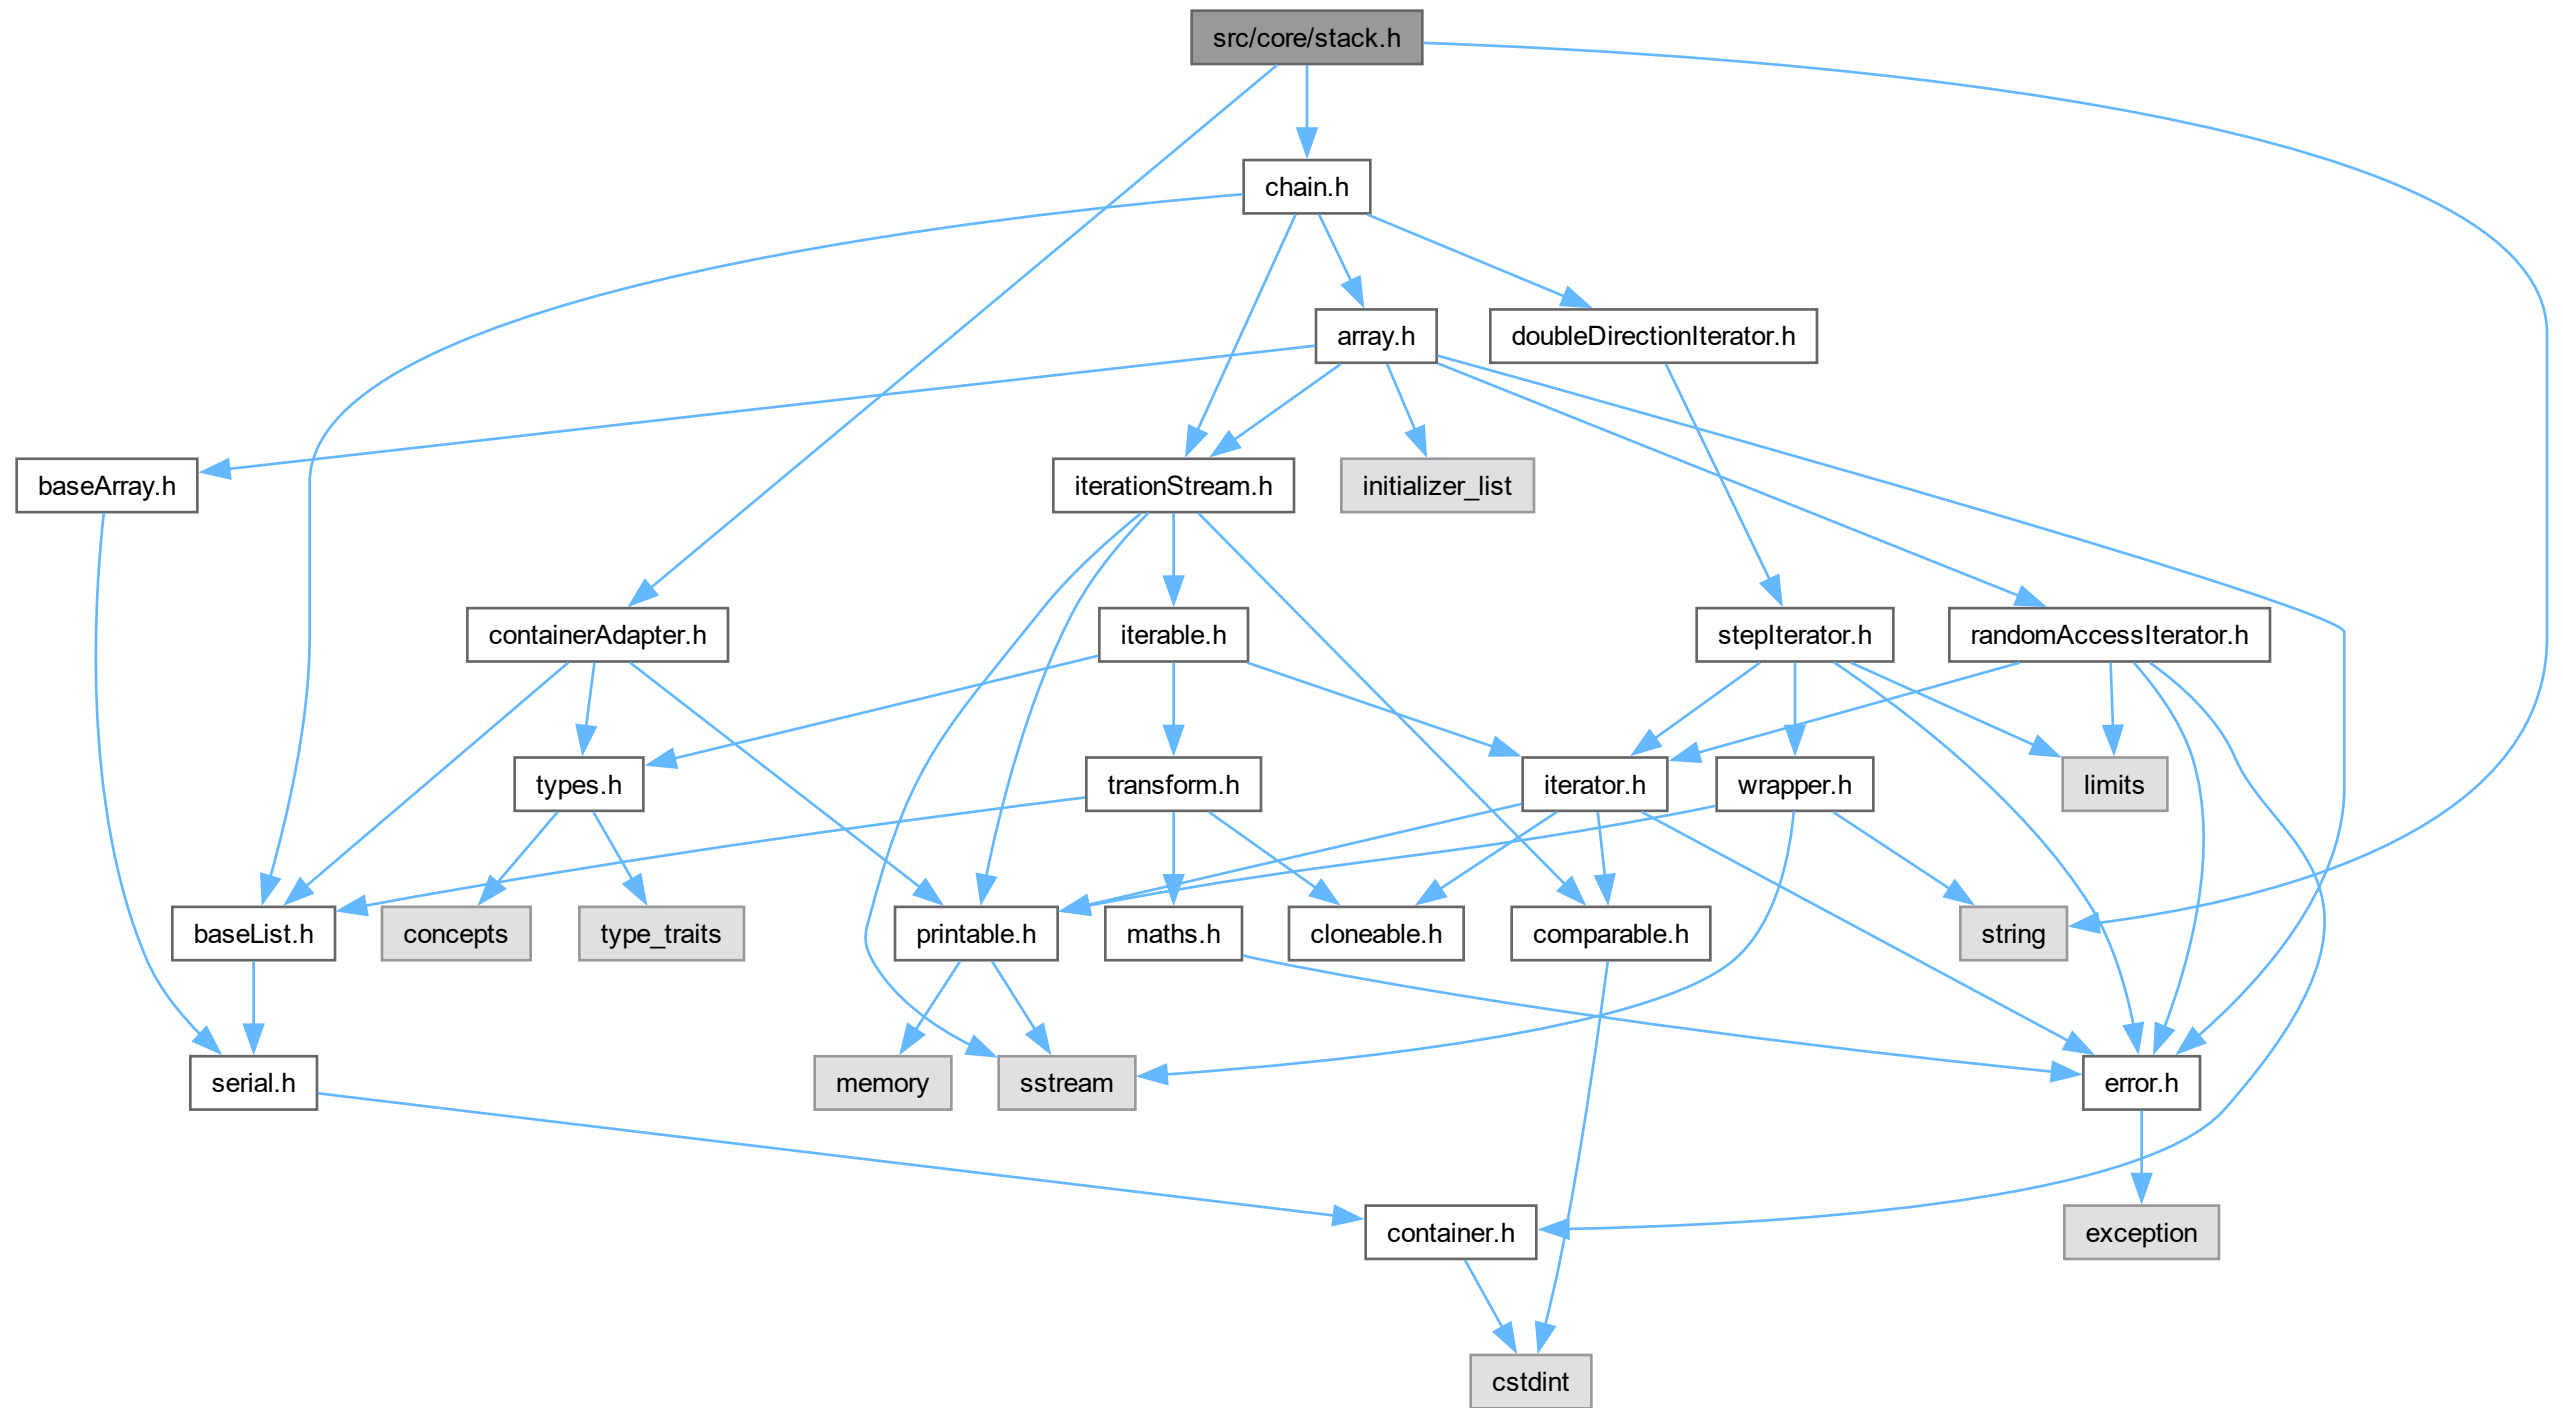 src/core/stack.h
chain.h
array.h
doubleDirectionIterator.h
baseArray.h
iterationStream.h
initializer_list
containerAdapter.h
iterable.h
stepIterator.h
randomAccessIterator.h
types.h
transform.h
iterator.h
wrapper.h
limits
baseList.h
concepts
type_traits
printable.h
maths.h
cloneable.h
comparable.h
string
serial.h
memory
sstream
error.h
container.h
exception
cstdint